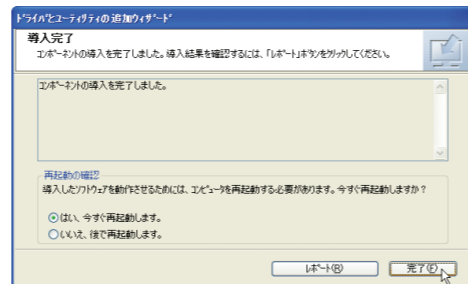 ﾄﾞﾗｲﾊﾞとﾕｰﾃｨﾘﾃｨの追加ｳｨｻﾞｰﾄﾞ
導入完了
ｺﾝﾎﾟｰﾈﾝﾄの導入を完了しました。導入結果を確認するには、「ﾚﾎﾟｰﾄ」ﾎﾞﾀﾝをｸﾘｯｸしてください。
ｺﾝﾎﾟｰﾈﾝﾄの導入を完了しました。
再起動の確認
導入したｿﾌﾄｳｪｱを動作させるためには、ｺﾝﾋﾟｭｰﾀを再起動する必要があります。今すぐ再起動しますか？
はい、今すぐ再起動します。
いいえ、後で再起動します。
ﾚﾎﾟｰﾄ(R)
完了(F)